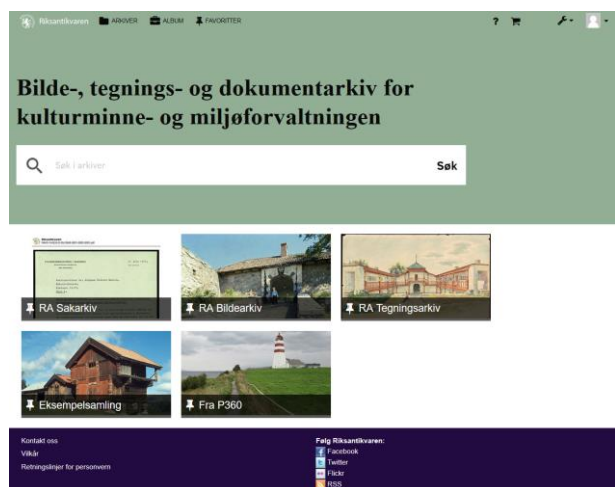 Riksantikvaren ARKIVER ALBUM FAVORITTER ?
Bilde-, tegnings- og dokumentarkiv for
kulturminne- og miljøforvaltningen
Søk i arkiver Søk
RA Sakarkiv RA Bildearkiv RA Tegningsarkiv
Eksempelsamling Fra P360
Kontakt oss
Vilkår
Retningslinjer for personvern
Følg Riksantikvaren:
Facebook
Twitter
Flickr
RSS